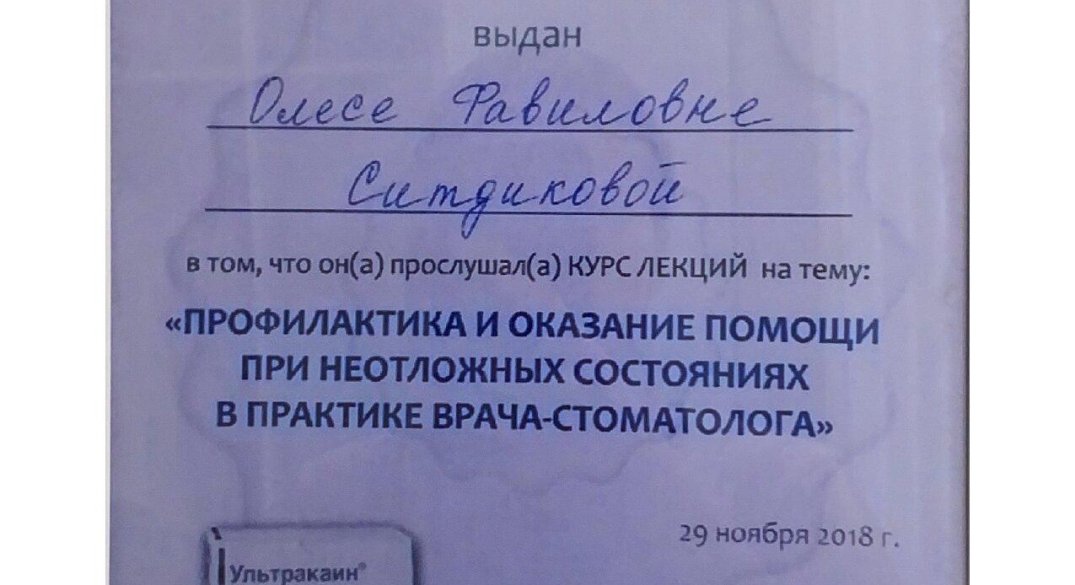 выдан
Олесе Фавиловне
Ситдиковой
в том, что он(а) прослушал(а) КУРС ЛЕКЦИЙ на тему:
«ПРОФИЛАКТИКА И ОКАЗАНИЕ ПОМОЩИ
ПРИ НЕОТЛОЖНЫХ СОСТОЯНИЯХ
В ПРАКТИКЕ ВРАЧА-СТОМАТОЛОГА»
29 ноября 2018 г.
Ультракаин®